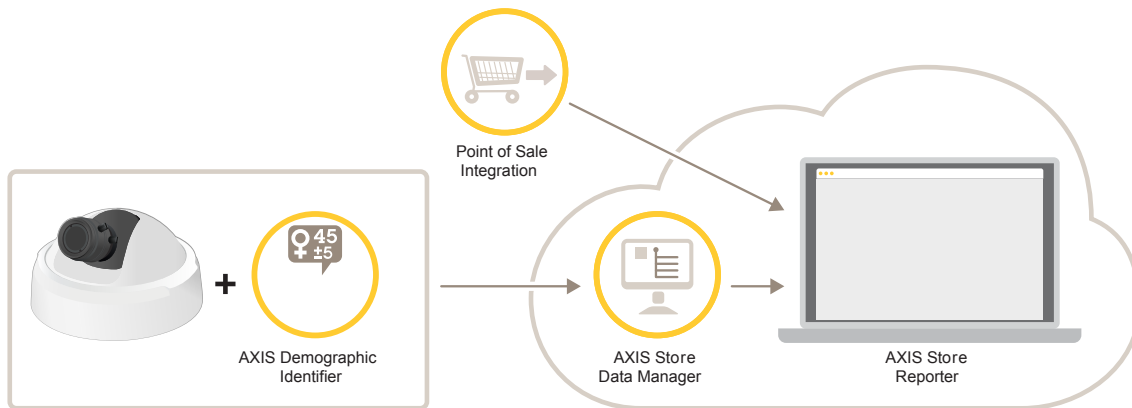 Point of Sale
Integration
♀ 45
±5
+
AXIS Demographic
Identifier
AXIS Store
Data Manager
AXIS Store
Reporter